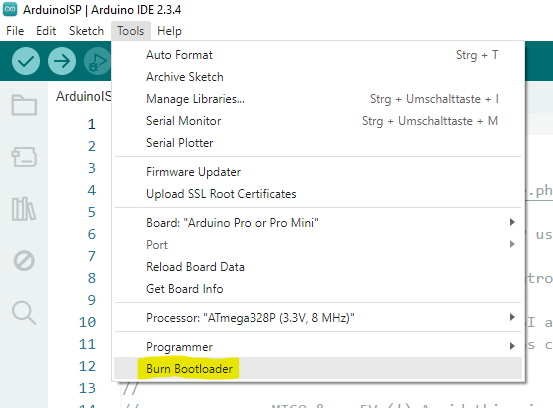 ArduinoISP | Arduino IDE 2.3.4
File Edit Sketch Tools Help
Auto Format Strg + T
ArduinoIS
Archive Sketch
Manage Libraries... Strg + Umschalttaste + I
1
Serial Monitor Strg + Umschalttaste + M
2
Serial Plotter
3
4
Firmware Updater
5
Upload SSL Root Certificates
.ph
6
Board: "Arduino Pro or Pro Mini"
us
7
Port
8
Reload Board Data
tro
9
Get Board Info
10
Processor: "ATmega328P (3.3V, 8 MHz)"
I a
11
Programmer
s c
12
Burn Bootloader
13 //
14